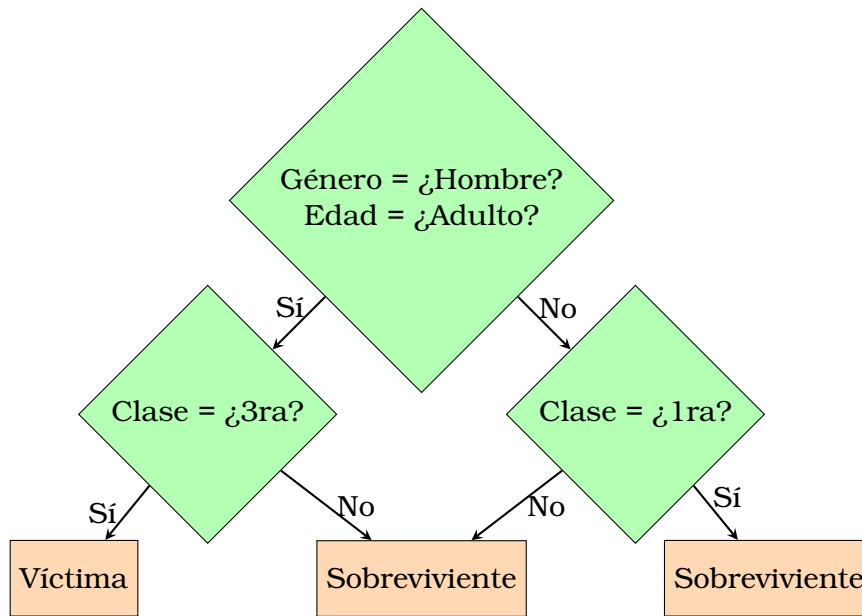 Género = ¿Hombre?
Edad = ¿Adulto?
Sí
No
Clase = ¿3ra?
Clase = ¿1ra?
Sí
No
No
Sí
Víctima
Sobreviviente
Sobreviviente